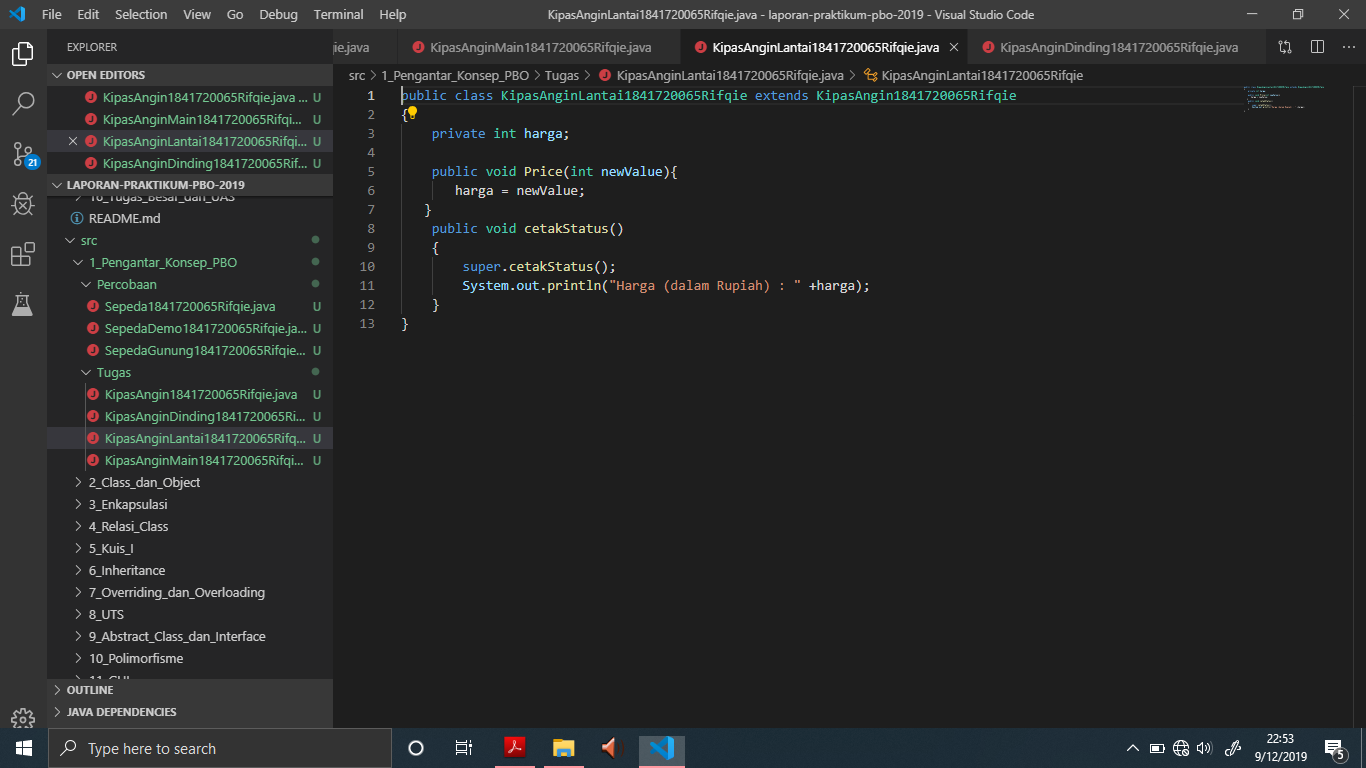 File Edit Selection View Go Debug Terminal Help
KipasAnginLantai1841720065Rifqie.java - laporan-praktikum-pbo-2019 - Visual Studio Code
EXPLORER
OPEN EDITORS
KipasAngin1841720065Rifqie.java ... U
KipasAnginMain1841720065Rifqi... U
KipasAnginLantai1841720065Rifqi... U
KipasAnginDinding1841720065Rif... U
21
LAPORAN-PRAKTIKUM-PBO-2019
16_Tugas_Besar_dan_UAS
README.md
src
1_Pengantar_Konsep_PBO
Percobaan
Sepeda1841720065Rifqie.java U
SepedaDemo1841720065Rifqie.ja... U
SepedaGunung1841720065Rifqie... U
Tugas
KipasAngin1841720065Rifqie.java U
KipasAnginDinding1841720065Ri... U
KipasAnginLantai1841720065Rifq... U
KipasAnginMain1841720065Rifqi... U
2_Class_dan_Object
3_Enkapsulasi
4_Relasi_Class
5_Kuis_I
6_Inheritance
7_Overriding_dan_Overloading
8_UTS
9_Abstract_Class_dan_Interface
10_Polimorfisme
11_GUI
OUTLINE
JAVA DEPENDENCIES
ie.java KipasAnginMain1841720065Rifqie.java KipasAnginLantai1841720065Rifqie.java KipasAnginDinding1841720065Rifqie.java
src > 1_Pengantar_Konsep_PBO > Tugas > KipasAnginLantai1841720065Rifqie.java > KipasAnginLantai1841720065Rifqie
1 public class KipasAnginLantai1841720065Rifqie extends KipasAngin1841720065Rifqie
2 {
3 private int harga;
4
5 public void Price(int newValue){
6 harga = newValue;
7 }
8 public void cetakStatus()
9 {
10 super.cetakStatus();
11 System.out.println("Harga (dalam Rupiah) : " +harga);
12 }
13 }
Type here to search
22:53
9/12/2019
5